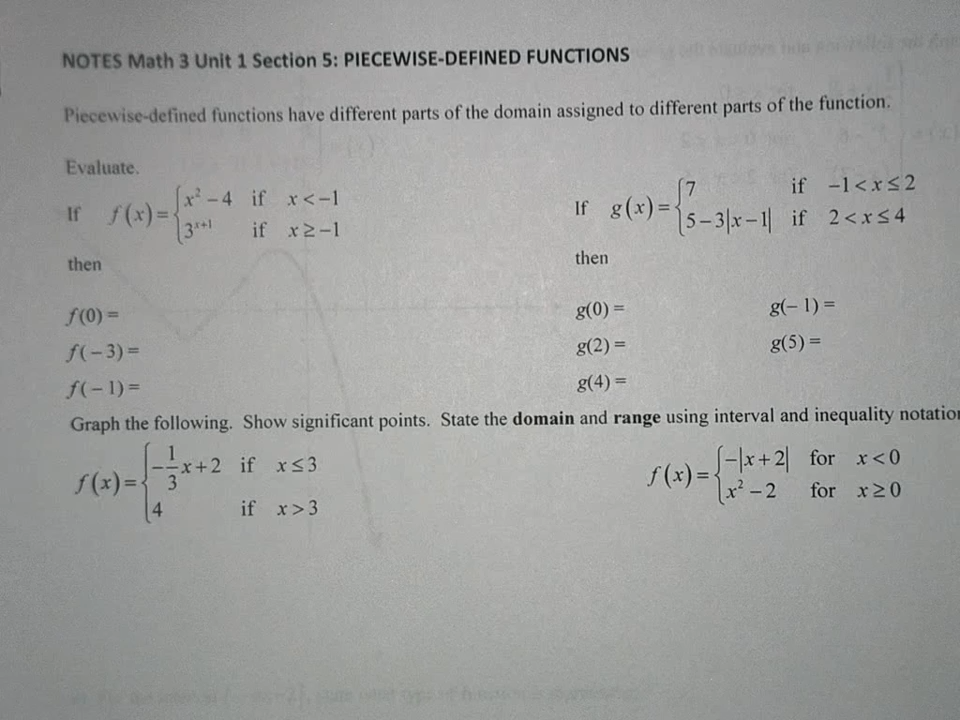 NOTES Math 3 Unit 1 Section 5: PIECEWISE-DEFINED FUNCTIONS
Piecewise-defined functions have different parts of the domain assigned to different parts of the function.
Evaluate.
If f(x) = { x² − 4 if x < −1
3ˣ⁺¹ if x ≥ −1
then
f(0) =
f(− 3) =
f(− 1) =
If g(x) = { 7 if −1 < x ≤ 2
5 − 3|x − 1| if 2 < x ≤ 4
then
g(0) = g(− 1) =
g(2) = g(5) =
g(4) =
Graph the following. Show significant points. State the domain and range using interval and inequality notation
f(x) = { −1/3 x + 2 if x ≤ 3
4 if x > 3
f(x) = { −|x + 2| for x < 0
x² − 2 for x ≥ 0